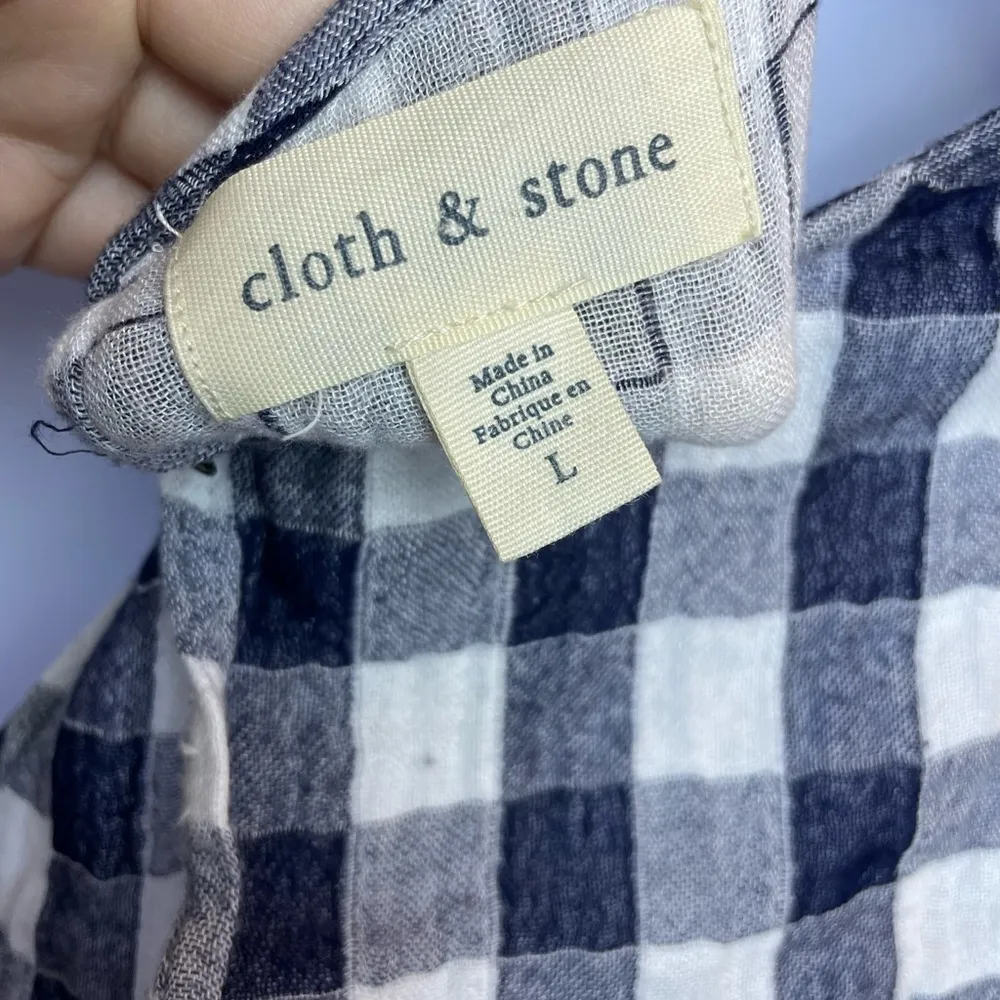 cloth & stone
Made in
China
Fabrique en
Chine
L